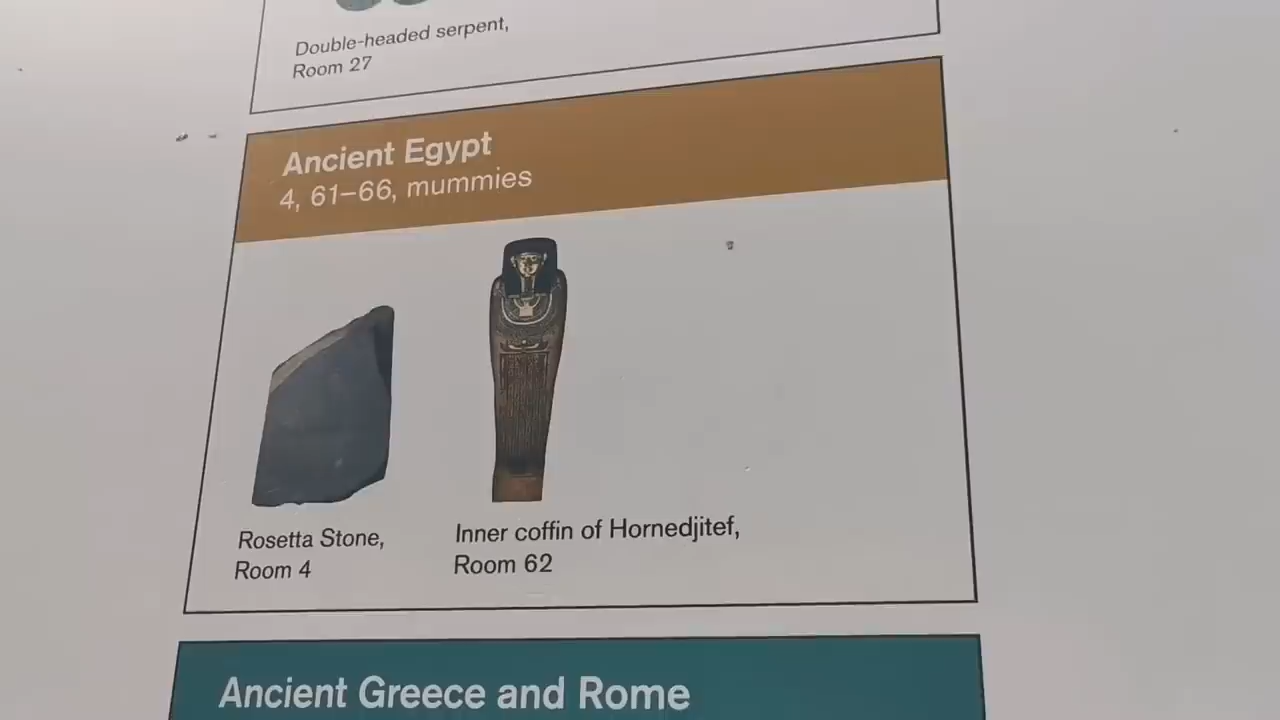 Double-headed serpent,
Room 27
Ancient Egypt
4, 61–66, mummies
Rosetta Stone,
Room 4
Inner coffin of Hornedjitef,
Room 62
Ancient Greece and Rome